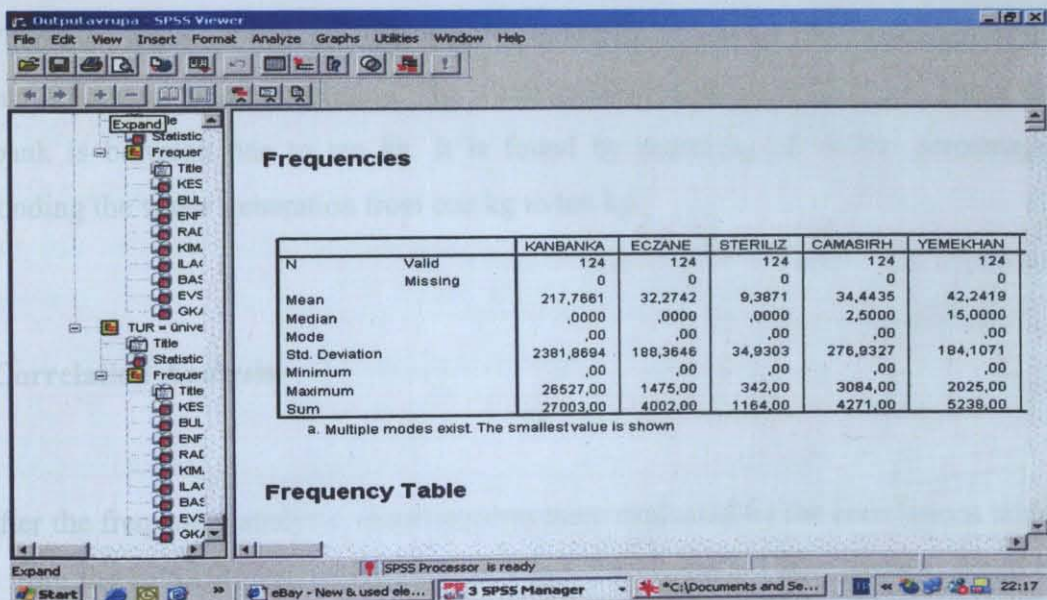 Output avrupa - SPSS Viewer
File Edit View Insert Format Analyze Graphs Utilities Window Help
Expand
Statistic
Frequer
Title
KES
BUL
ENF
RAD
KIM.
ILAC
BAS
EVS
GKA
TUR = ünive
Title
Statistic
Frequer
Title
KES
BUL
ENF
RAD
KIM.
ILAC
BAS
EVS
GKA
Frequencies
KANBANKA ECZANE STERILIZ CAMASIRH YEMEKHAN
N Valid 124 124 124 124 124
Missing 0 0 0 0 0
Mean 217,7661 32,2742 9,3871 34,4435 42,2419
Median ,0000 ,0000 ,0000 2,5000 15,0000
Mode ,00 ,00 ,00 ,00 ,00
Std. Deviation 2381,8694 188,3646 34,9303 276,9327 184,1071
Minimum ,00 ,00 ,00 ,00 ,00
Maximum 26527,00 1475,00 342,00 3084,00 2025,00
Sum 27003,00 4002,00 1164,00 4271,00 5238,00
a. Multiple modes exist. The smallest value is shown
Frequency Table
Expand
SPSS Processor is ready
Start
eBay - New & used ele...
3 SPSS Manager
*C:\Documents and Se...
22:17